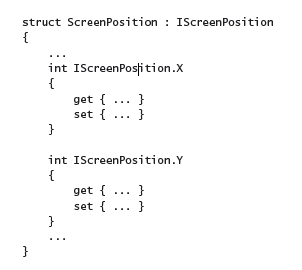 struct ScreenPosition : IScreenPosition
{
    ...
    int IScreenPosition.X
    {
        get { ... }
        set { ... }
    }

    int IScreenPosition.Y
    {
        get { ... }
        set { ... }
    }
    ...
}